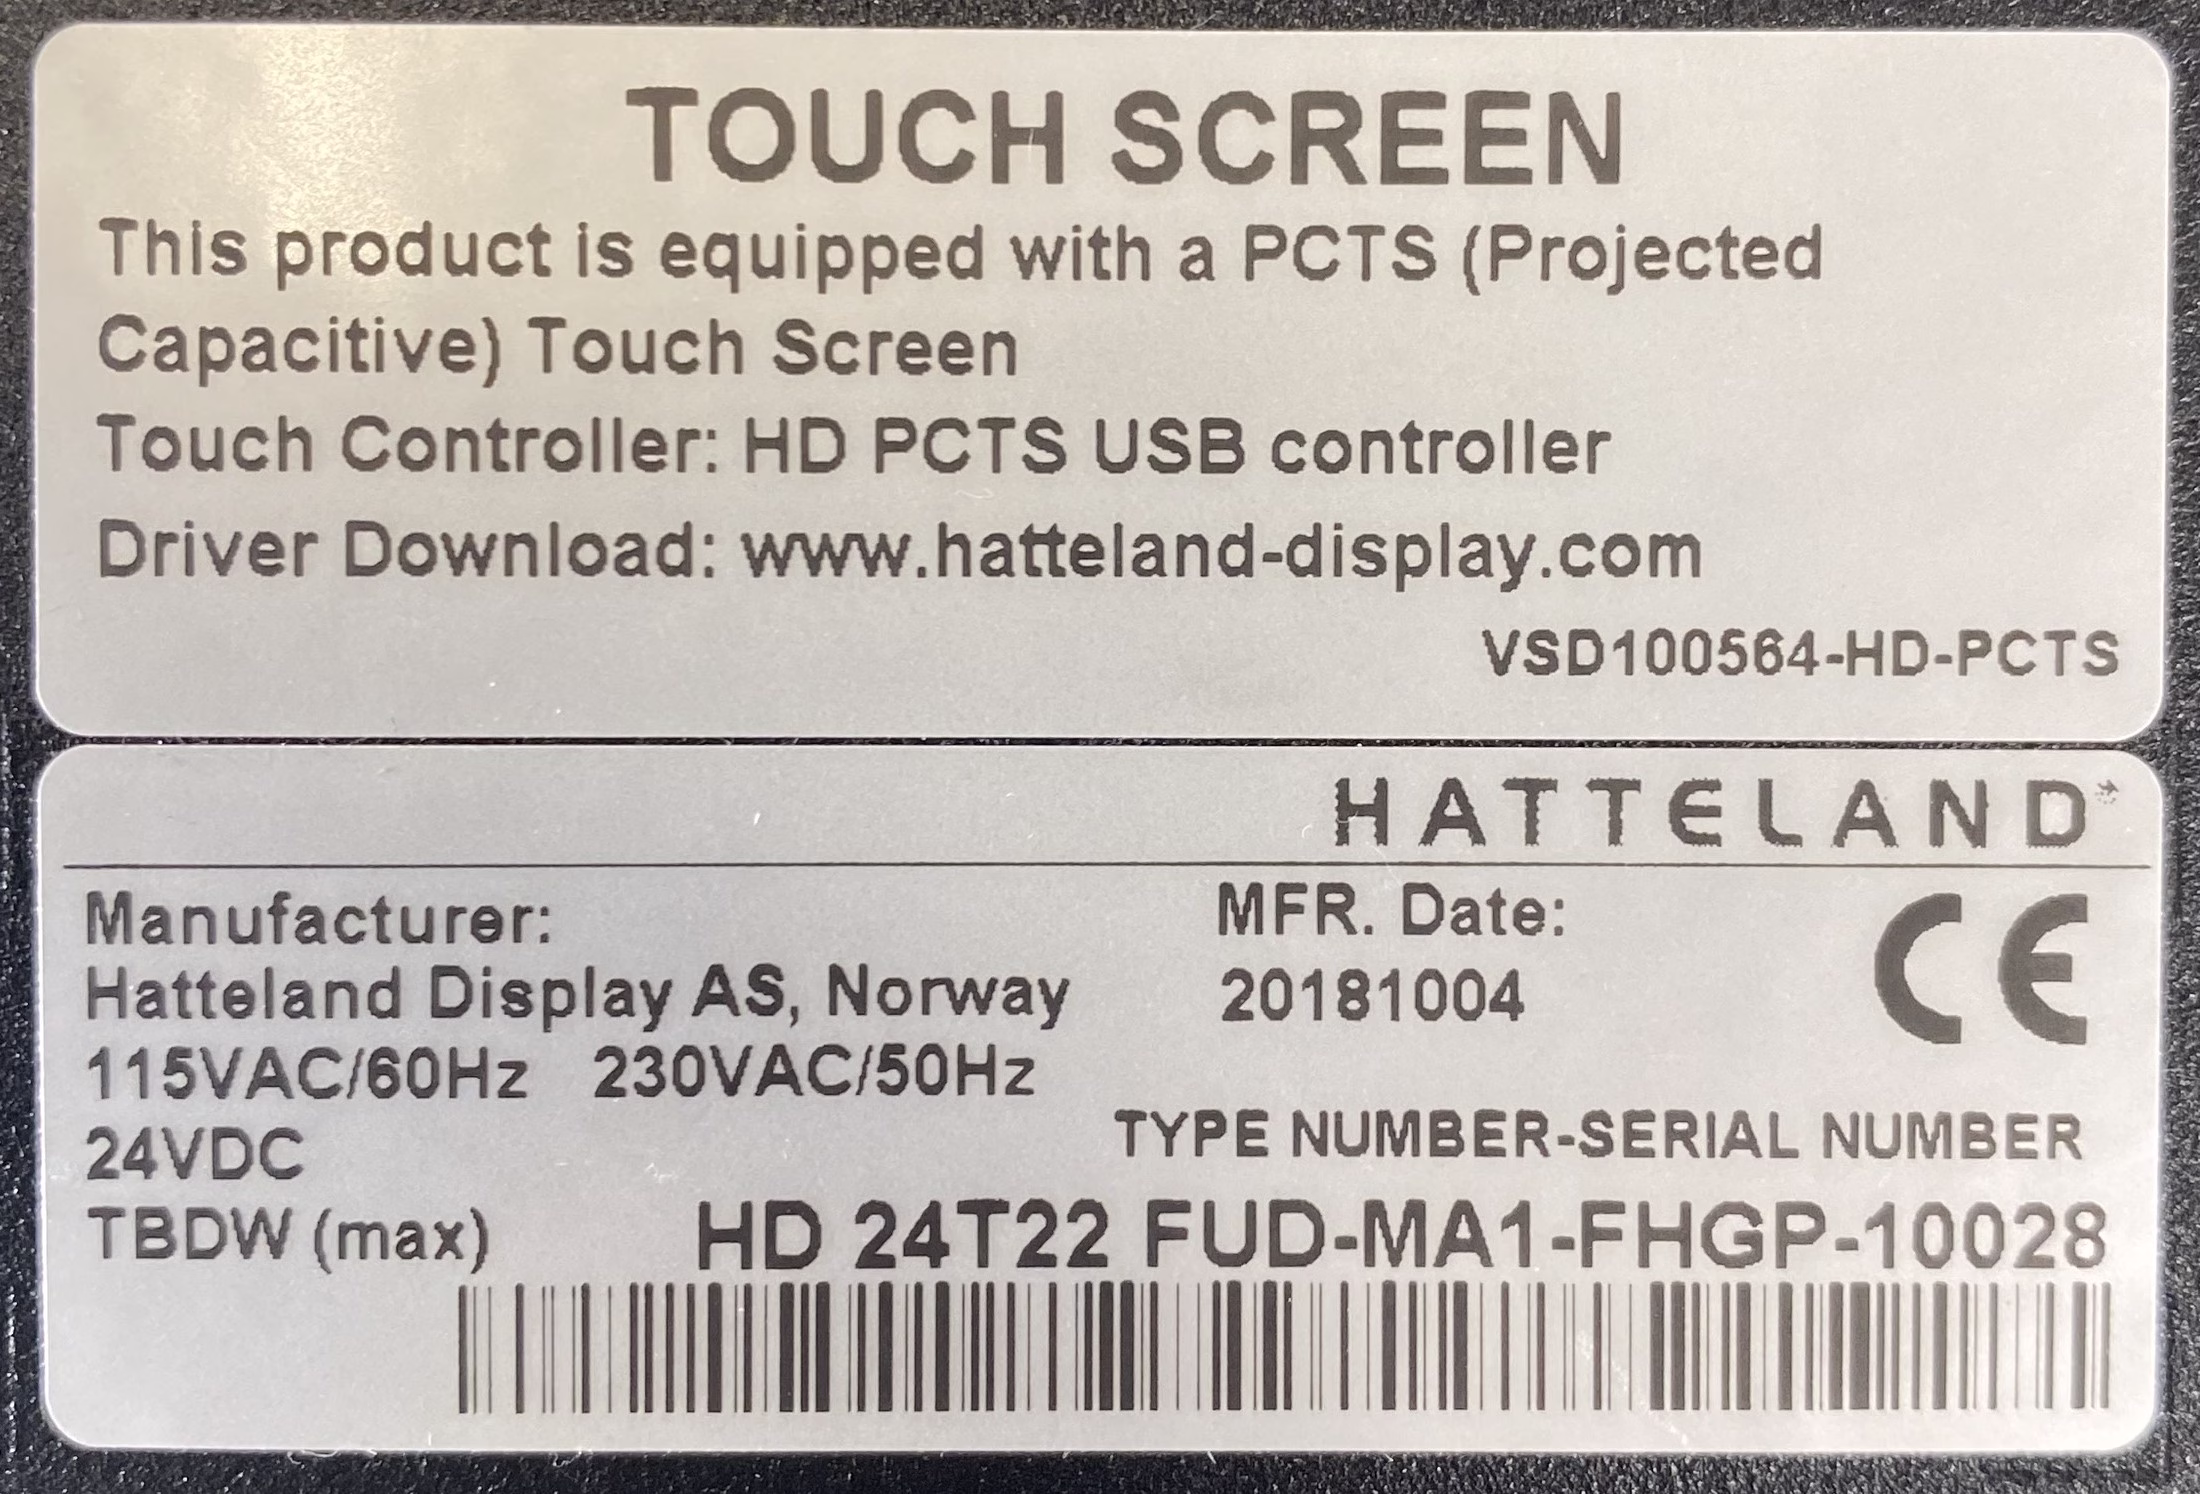 TOUCH SCREEN
This product is equipped with a PCTS (Projected
Capacitive) Touch Screen
Touch Controller: HD PCTS USB controller
Driver Download: www.hatteland-display.com
VSD100564-HD-PCTS
HATTELAND
Manufacturer:
Hatteland Display AS, Norway
115VAC/60Hz 230VAC/50Hz
24VDC
TBDW (max)
MFR. Date:
20181004
CE
TYPE NUMBER-SERIAL NUMBER
HD 24T22 FUD-MA1-FHGP-10028